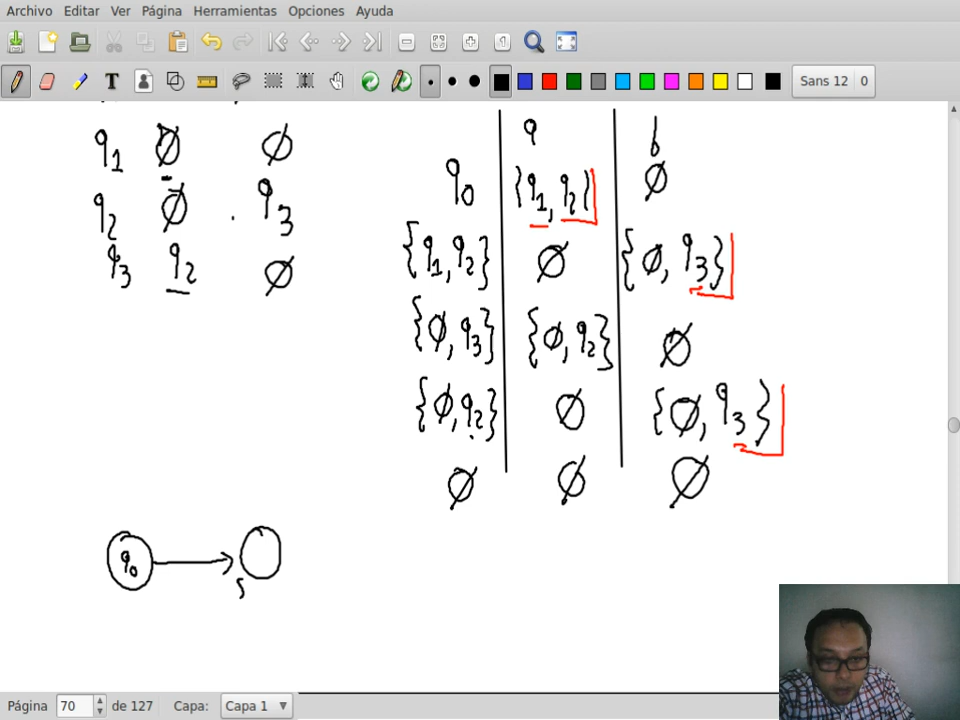 Archivo Editar Ver Página Herramientas Opciones Ayuda
T Sans 12 0
q1 ∅ ∅
q2 ∅ . q3
q3 q2 ∅
a b
q0 {q1, q2} ∅
{q1, q2} ∅ {∅, q3}
{∅, q3} {∅, q2} ∅
{∅, q2} ∅ {∅, q3}
∅ ∅ ∅
q0
Página 70 de 127 Capa: Capa 1